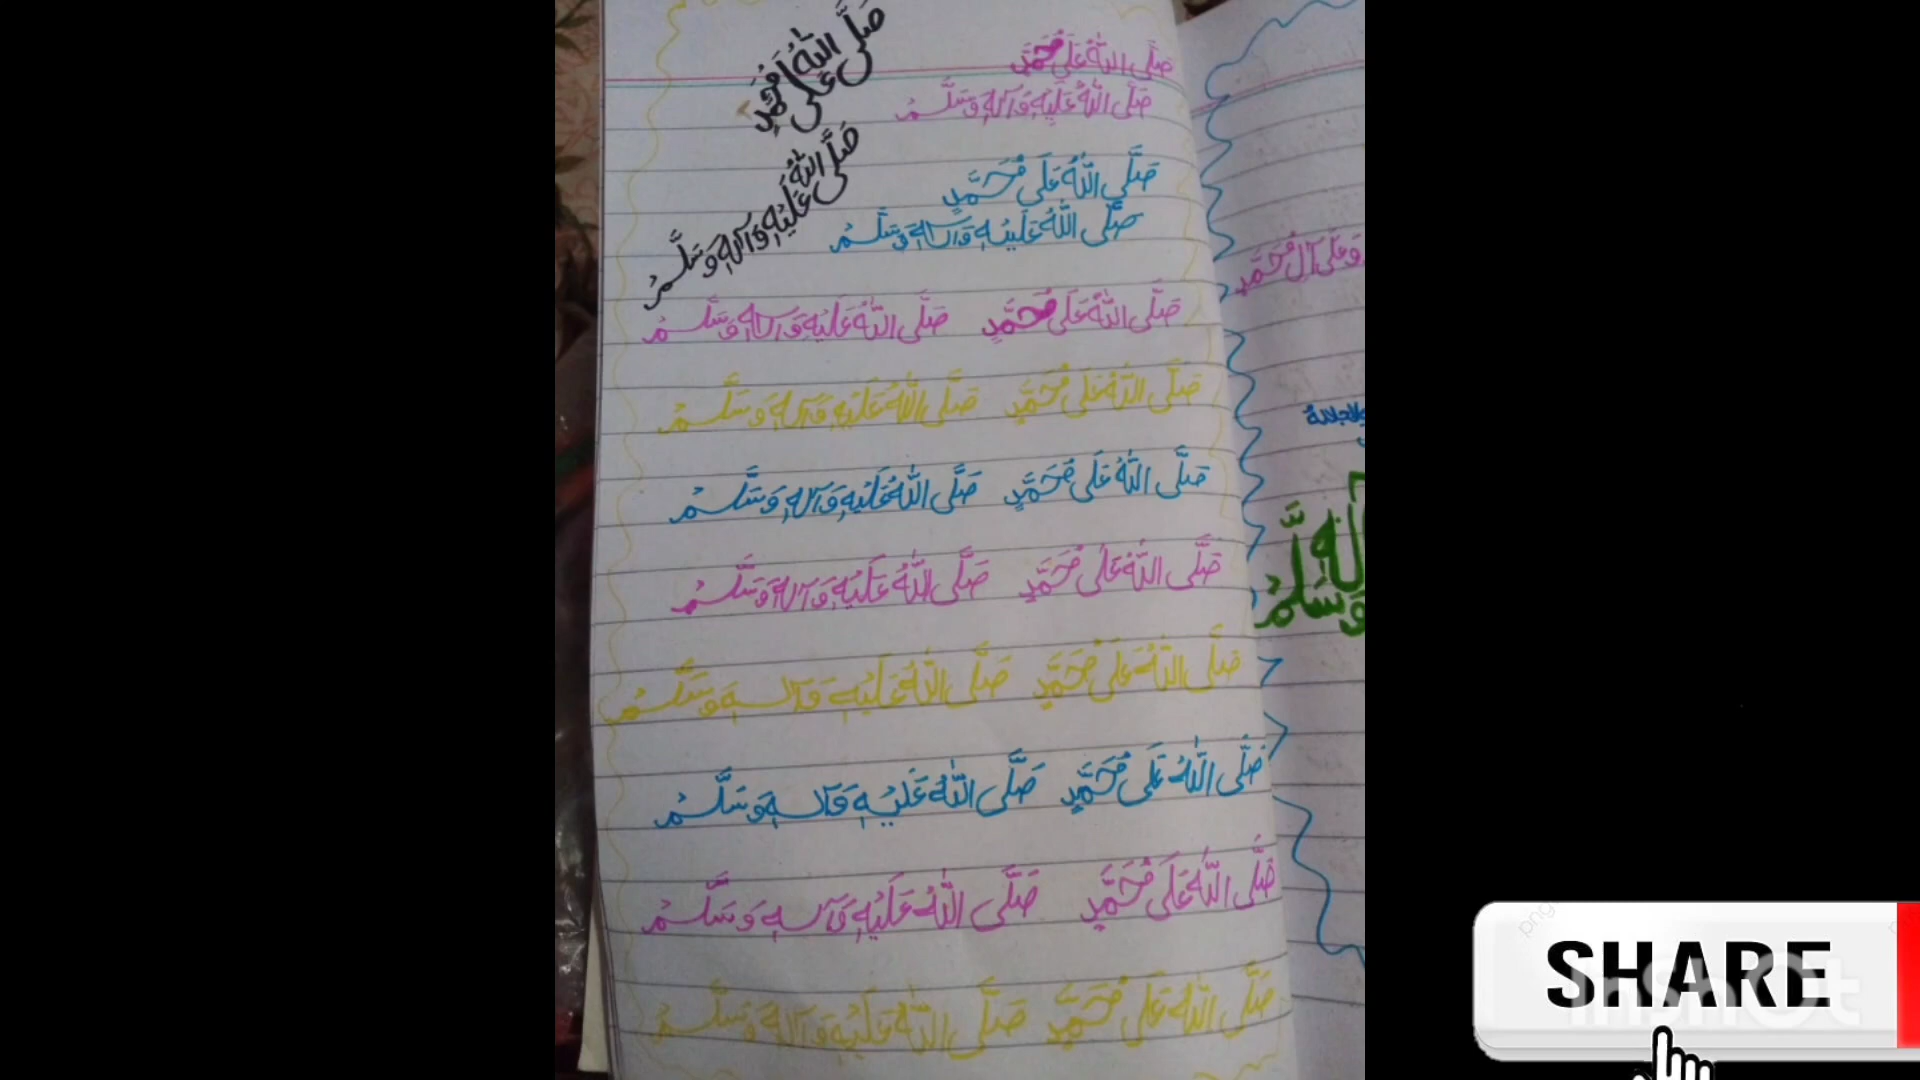 صَلَّى اللّٰهُ عَلَى مُحَمَّدٍ
صَلَّى اللّٰهُ عَلَيْهِ وَآلِهٖ وَسَلَّمْ
صَلَّى اللّٰهُ عَلَى مُحَمَّدٍ
صَلَّى اللّٰهُ عَلَيْهِ وَآلِهٖ وَسَلَّمْ
صَلَّى اللّٰهُ عَلَى مُحَمَّدٍ
صَلَّى اللّٰهُ عَلَيْهِ وَآلِهٖ وَسَلَّمْ
صَلَّى اللّٰهُ عَلَى مُحَمَّدٍ صَلَّى اللّٰهُ عَلَيْهِ وَآلِهٖ وَسَلَّمْ
صَلَّى اللّٰهُ عَلَى مُحَمَّدٍ صَلَّى اللّٰهُ عَلَيْهِ وَآلِهٖ وَسَلَّمْ
صَلَّى اللّٰهُ عَلَى مُحَمَّدٍ صَلَّى اللّٰهُ عَلَيْهِ وَآلِهٖ وَسَلَّمْ
صَلَّى اللّٰهُ عَلَى مُحَمَّدٍ صَلَّى اللّٰهُ عَلَيْهِ وَآلِهٖ وَسَلَّمْ
صَلَّى اللّٰهُ عَلَى مُحَمَّدٍ صَلَّى اللّٰهُ عَلَيْهِ وَآلِهٖ وَسَلَّمْ
صَلَّى اللّٰهُ عَلَى مُحَمَّدٍ صَلَّى اللّٰهُ عَلَيْهِ وَآلِهٖ وَسَلَّمْ
صَلَّى اللّٰهُ عَلَى مُحَمَّدٍ صَلَّى اللّٰهُ عَلَيْهِ وَآلِهٖ وَسَلَّمْ
صَلَّى اللّٰهُ عَلَى مُحَمَّدٍ صَلَّى اللّٰهُ عَلَيْهِ وَآلِهٖ وَسَلَّمْ
وَعَلَى آلِ مُحَمَّدٍ
وَسَلَّمْ
SHARE
InShOt